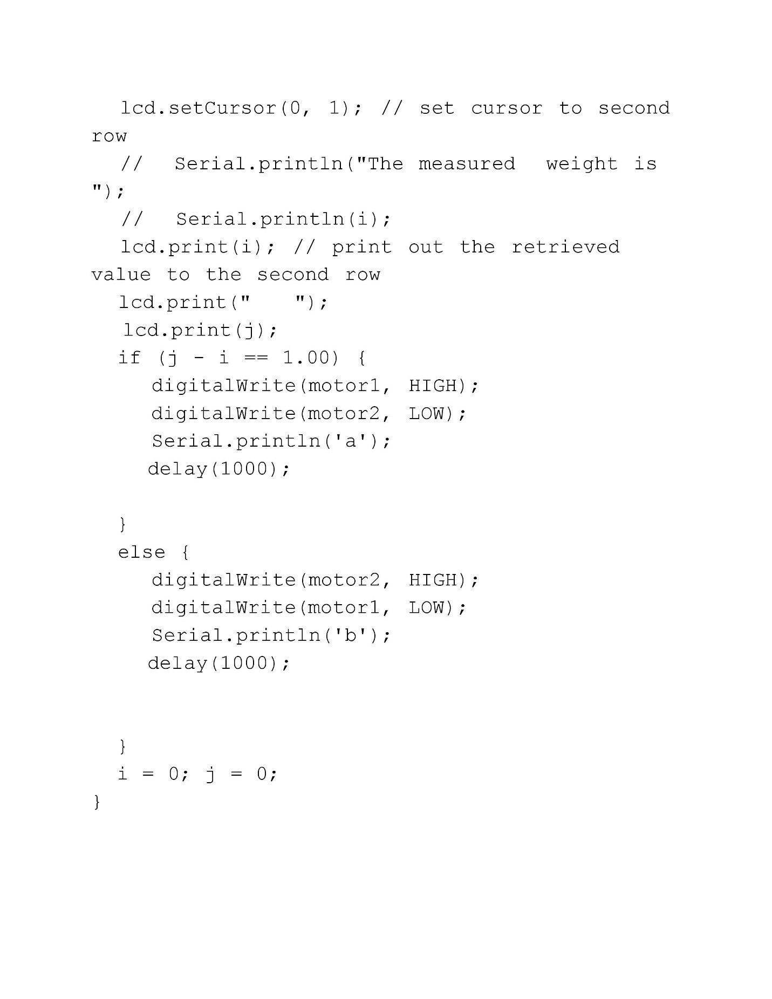 lcd.setCursor(0, 1); // set cursor to second
row
// Serial.println("The measured  weight is
");
//  Serial.println(i);
lcd.print(i); // print out the retrieved
value to the second row
lcd.print("   ");
lcd.print(j);
if (j - i == 1.00) {
digitalWrite(motor1, HIGH);
digitalWrite(motor2, LOW);
Serial.println('a');
delay(1000);
}
else {
digitalWrite(motor2, HIGH);
digitalWrite(motor1, LOW);
Serial.println('b');
delay(1000);
}
i = 0; j = 0;
}